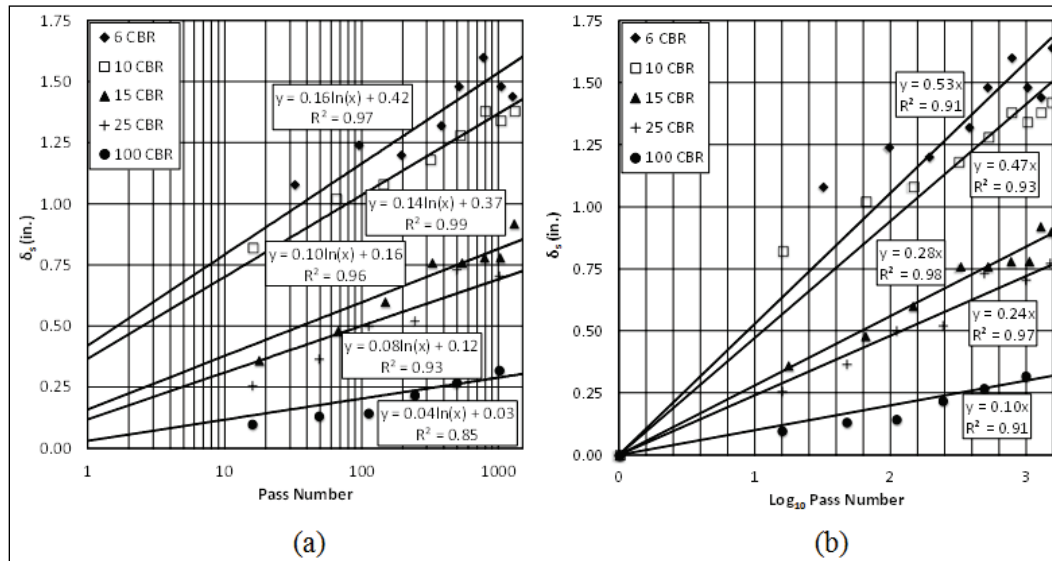 6 CBR
10 CBR
15 CBR
25 CBR
100 CBR
δs (in.)
1.50
1.25
1.00
0.75
0.50
0.25
0.00
y = 0.16ln(x) + 0.42
R² = 0.97
y = 0.14ln(x) + 0.37
R² = 0.99
y = 0.10ln(x) + 0.16
R² = 0.96
y = 0.08ln(x) + 0.12
R² = 0.93
y = 0.04ln(x) + 0.03
R² = 0.85
1 10 100 1000
Pass Number
(a)
6 CBR
10 CBR
15 CBR
25 CBR
100 CBR
δs (in.)
1.50
1.25
1.00
0.75
0.50
0.25
0.00
y = 0.53x
R² = 0.91
y = 0.47x
R² = 0.93
y = 0.28x
R² = 0.98
y = 0.24x
R² = 0.97
y = 0.10x
R² = 0.91
0 1 2 3
Log₁₀ Pass Number
(b)